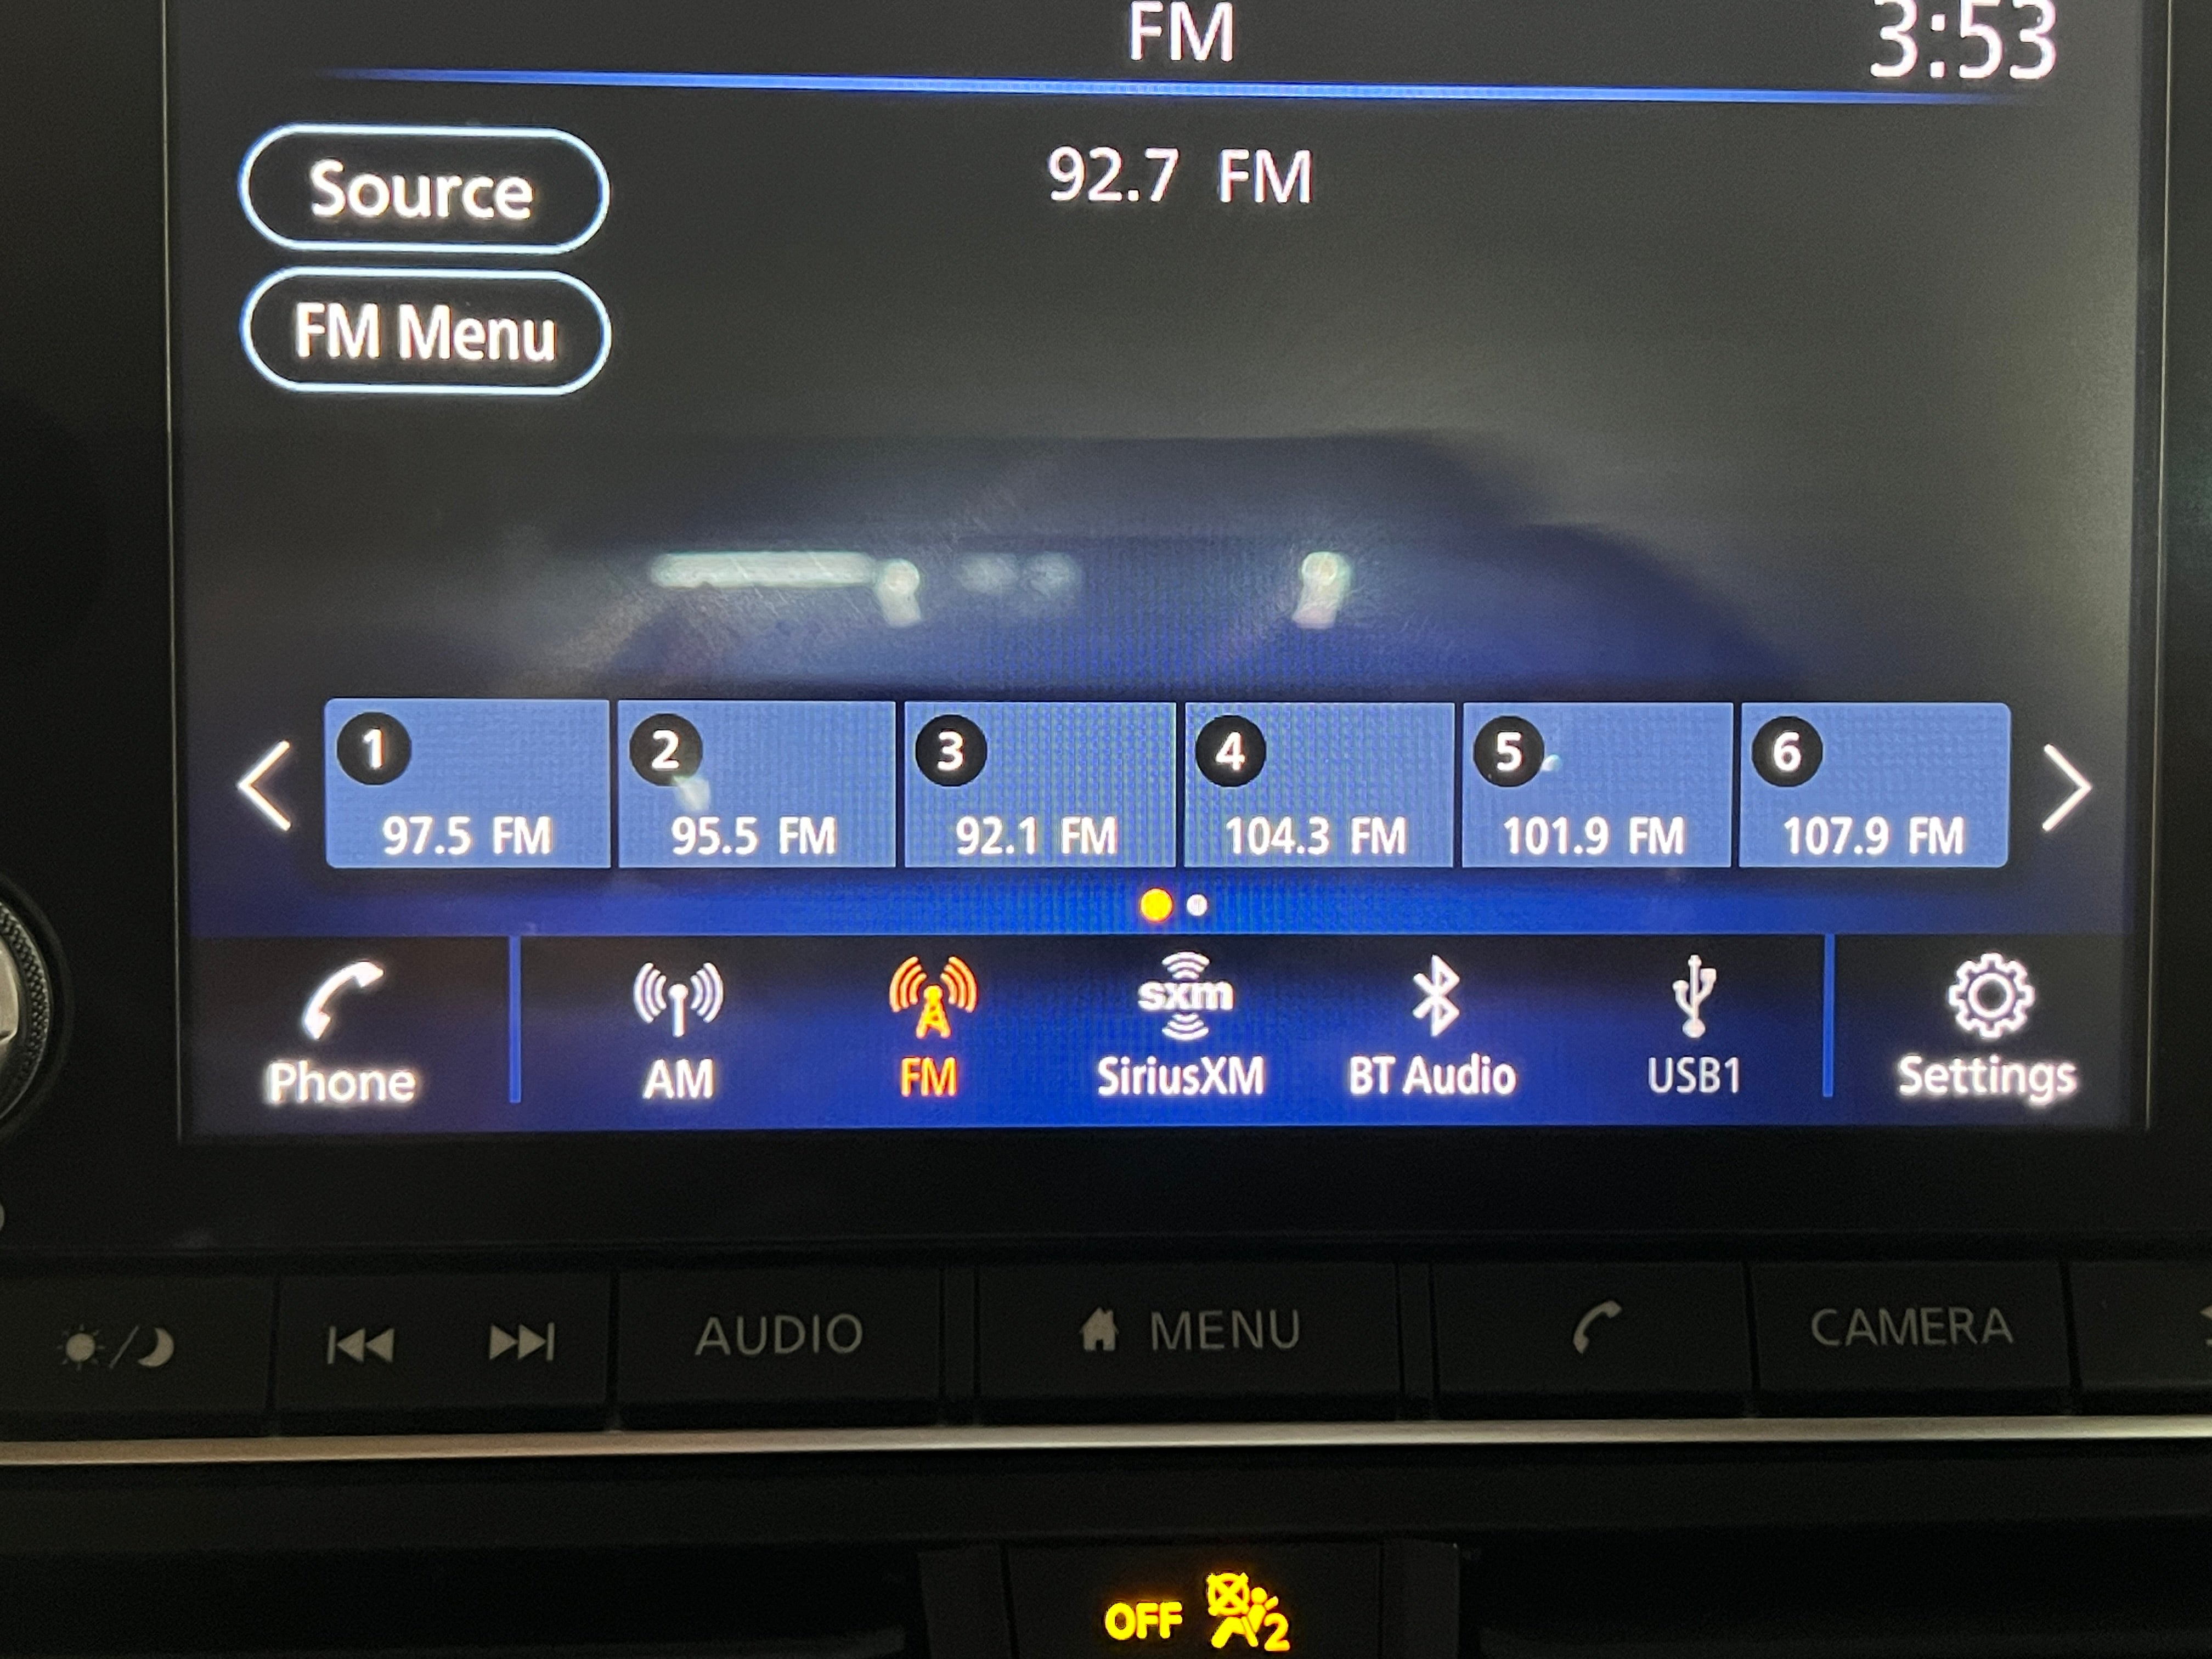 FM
3:53
Source
92.7 FM
FM Menu
1
2
3
4
5
6
97.5 FM
95.5 FM
92.1 FM
104.3 FM
101.9 FM
107.9 FM
sxm
Phone
AM
FM
SiriusXM
BT Audio
USB1
Settings
AUDIO
MENU
CAMERA
OFF
2